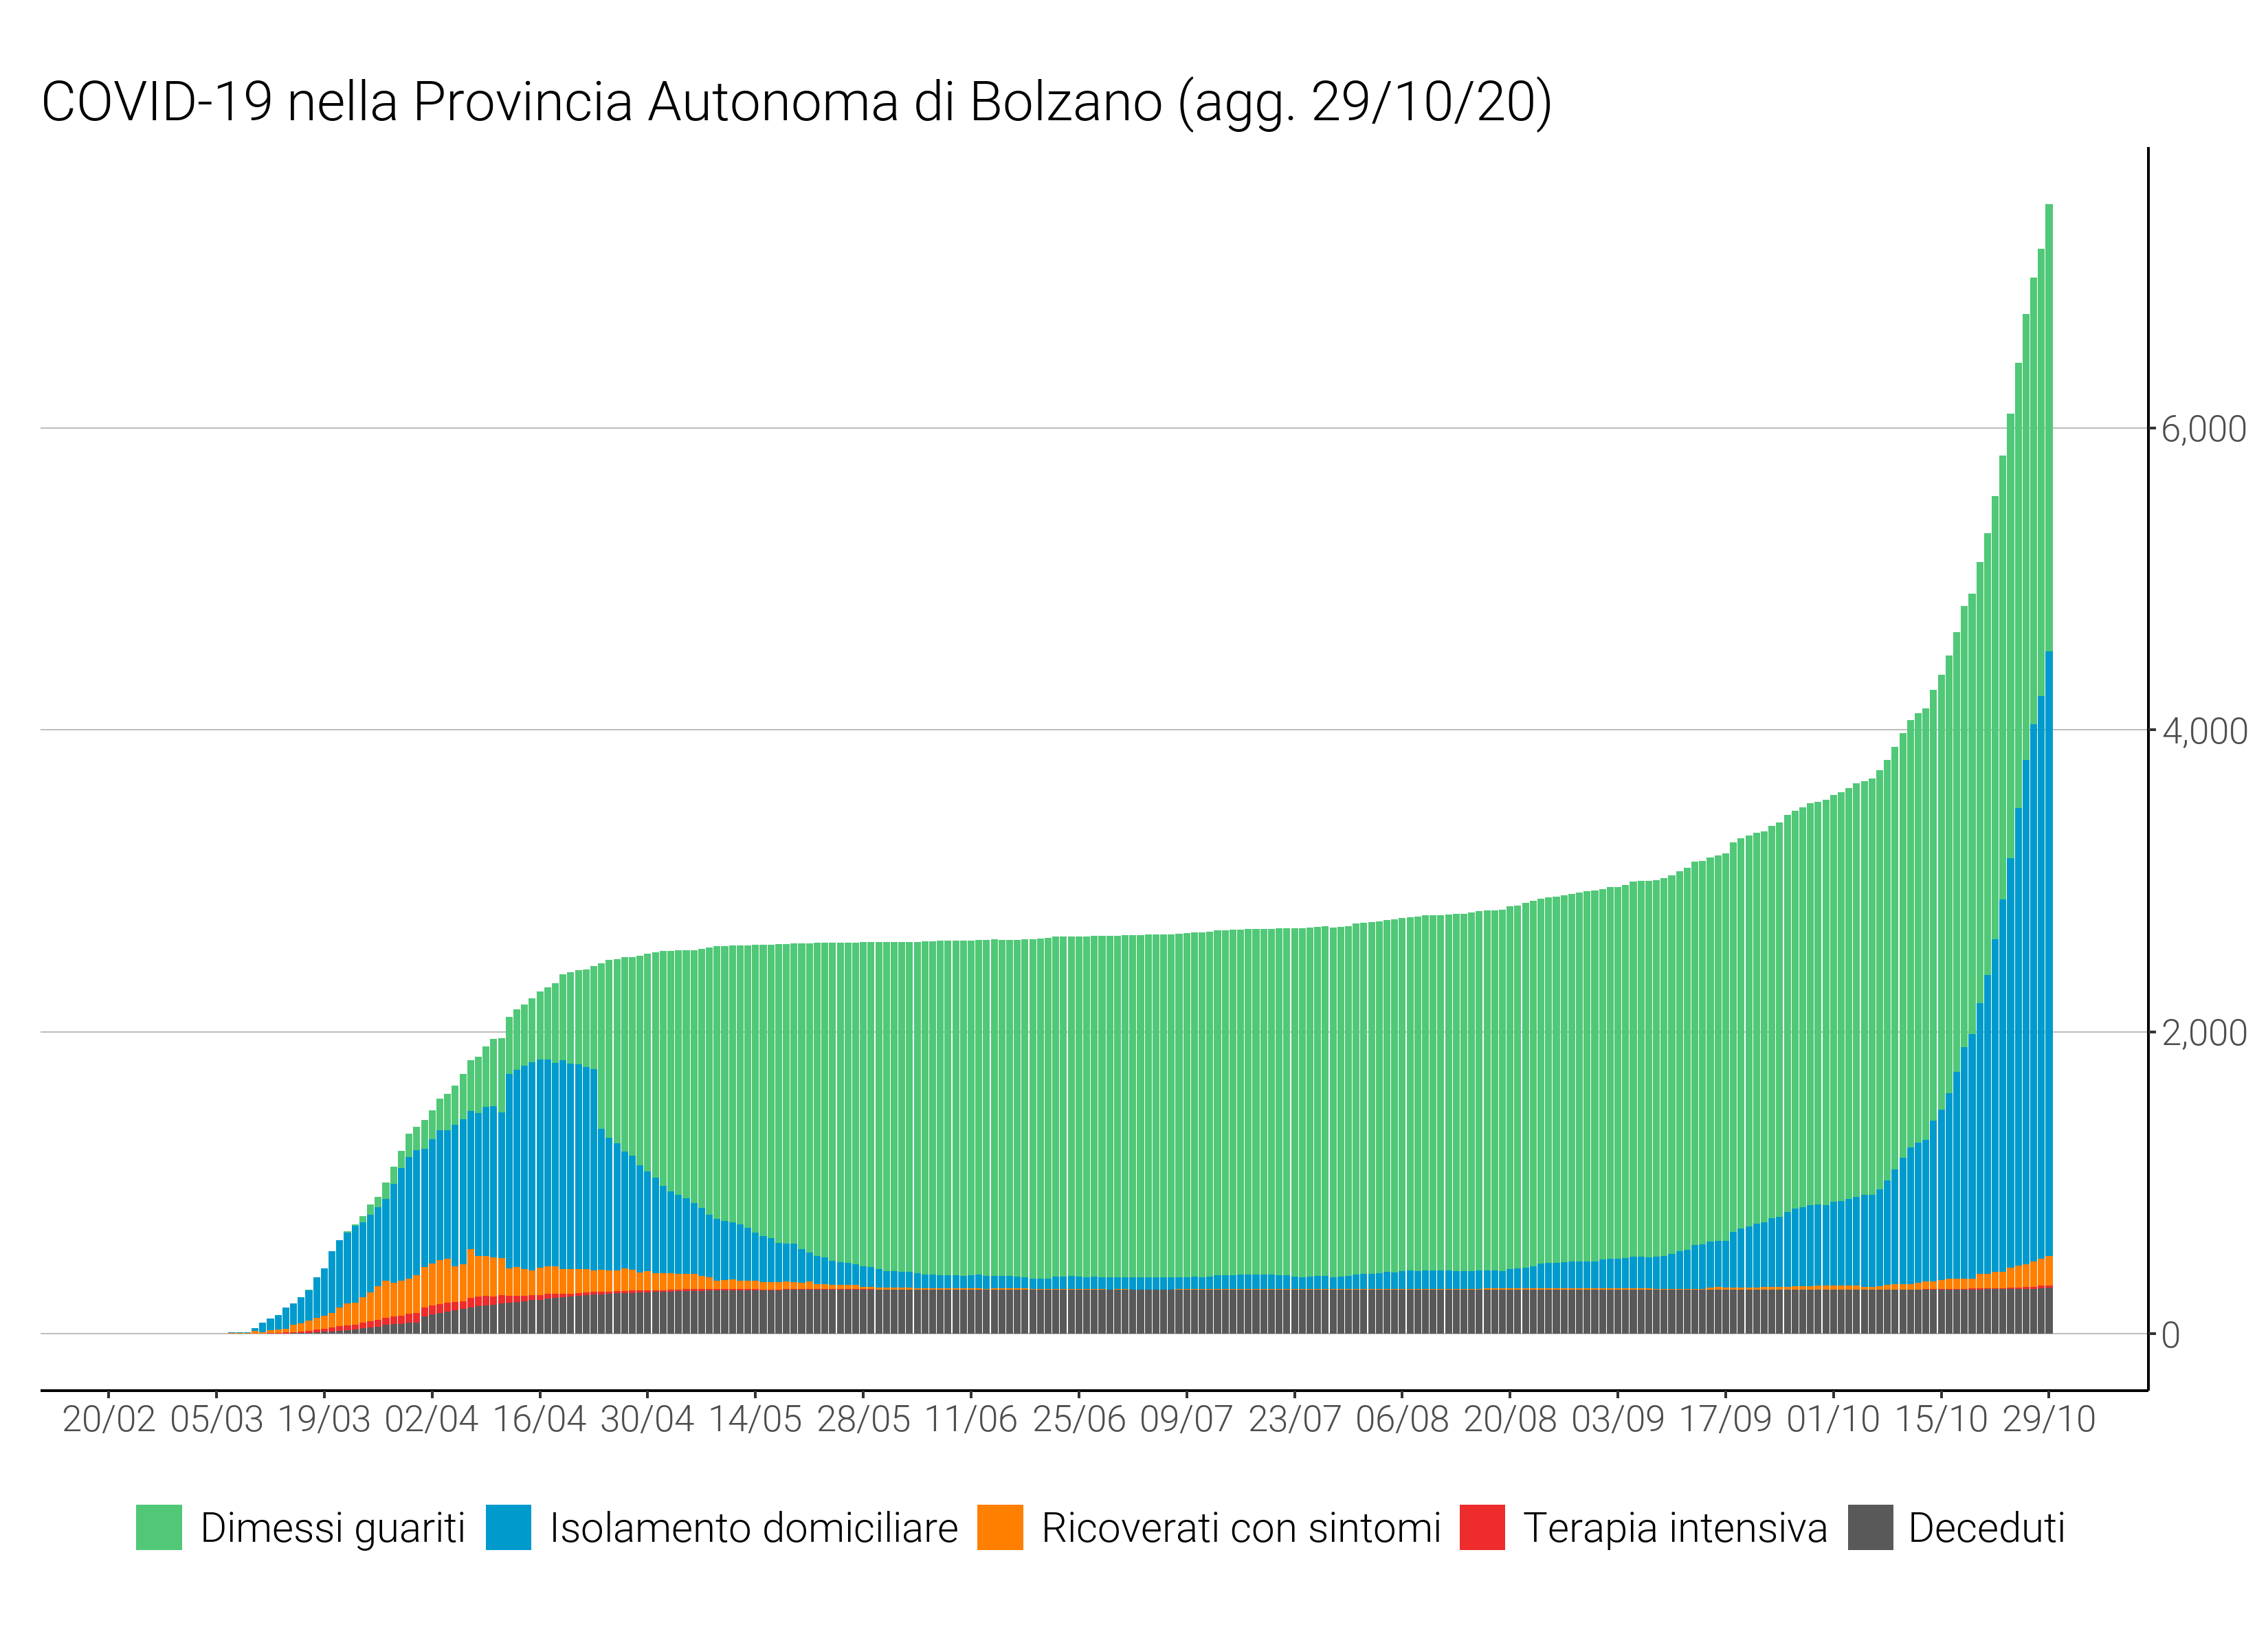 COVID-19 nella Provincia Autonoma di Bolzano (agg. 29/10/20)
6,000
4,000
2,000
0
20/02 05/03 19/03 02/04 16/04 30/04 14/05 28/05 11/06 25/06 09/07 23/07 06/08 20/08 03/09 17/09 01/10 15/10 29/10
Dimessi guariti Isolamento domiciliare Ricoverati con sintomi Terapia intensiva Deceduti